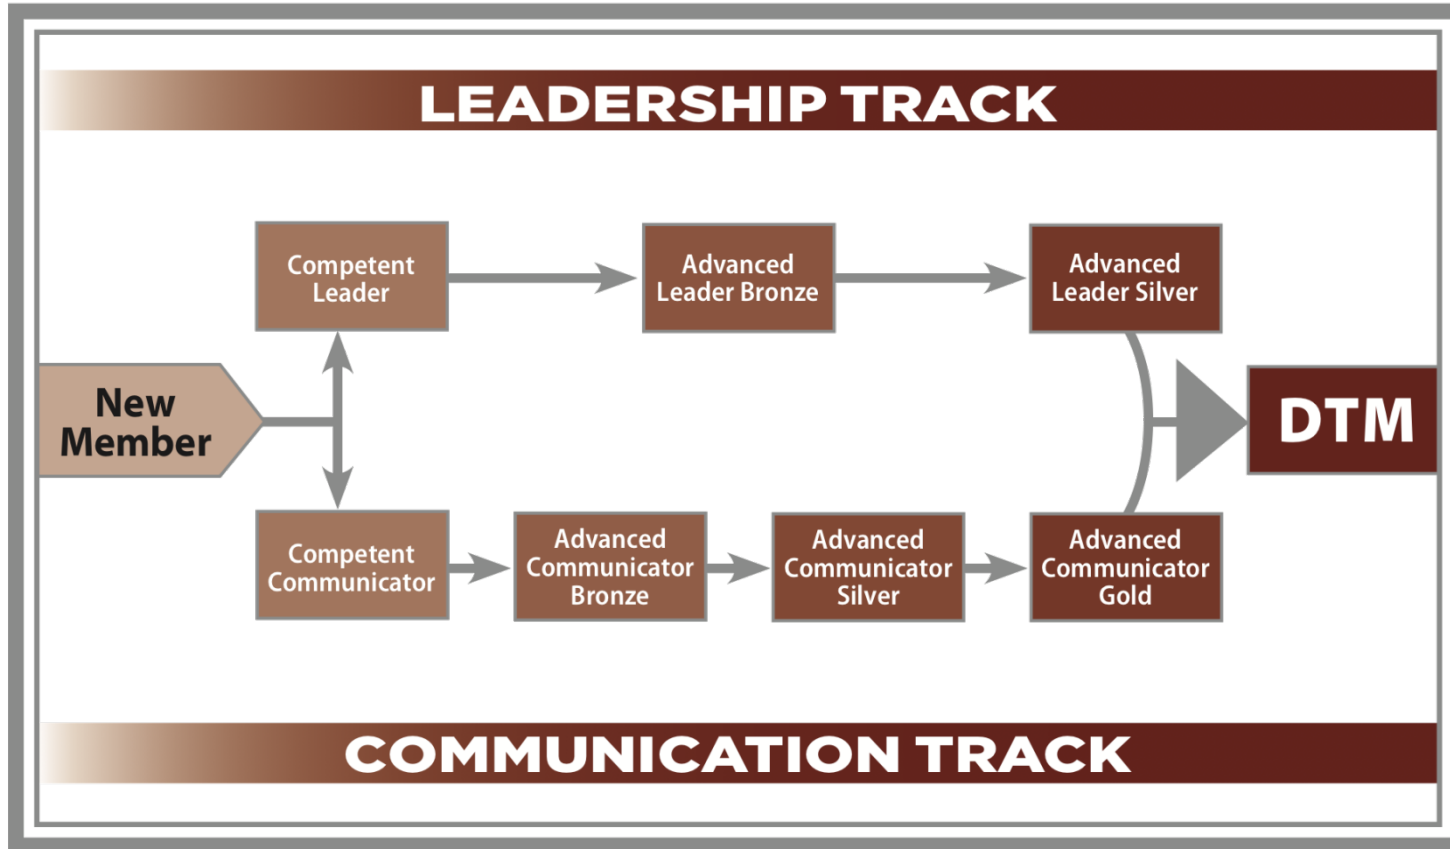 LEADERSHIP TRACK
Competent
Leader
Advanced
Leader Bronze
Advanced
Leader Silver
New
Member
DTM
Competent
Communicator
Advanced
Communicator
Bronze
Advanced
Communicator
Silver
Advanced
Communicator
Gold
COMMUNICATION TRACK